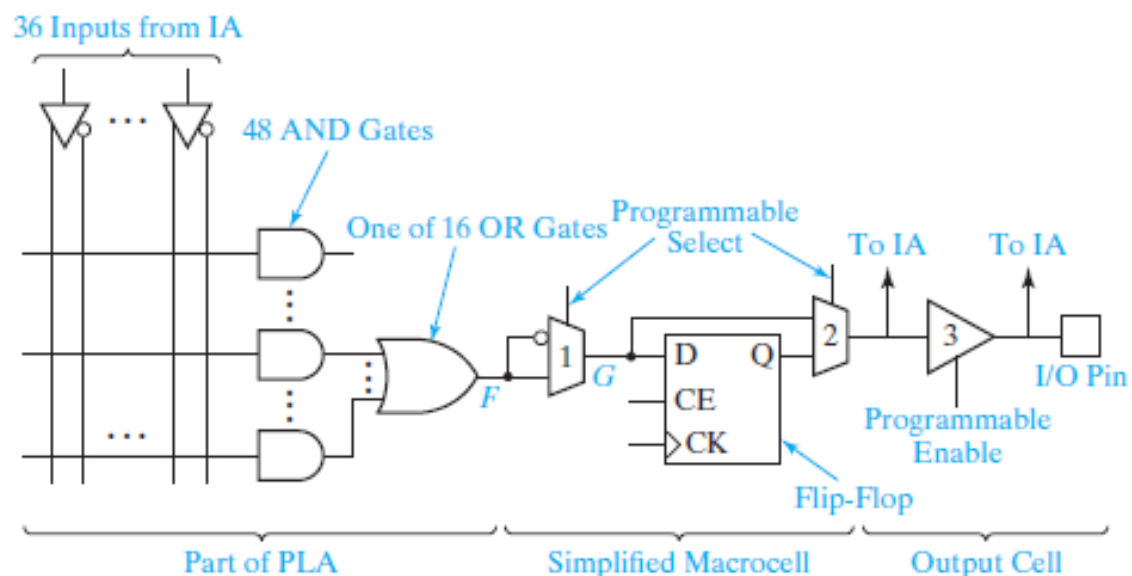 36 Inputs from IA
48 AND Gates
One of 16 OR Gates
Programmable
Select
To IA
To IA
F
1
G
D
Q
CE
CK
2
3
I/O Pin
Programmable
Enable
Flip-Flop
Part of PLA
Simplified Macrocell
Output Cell